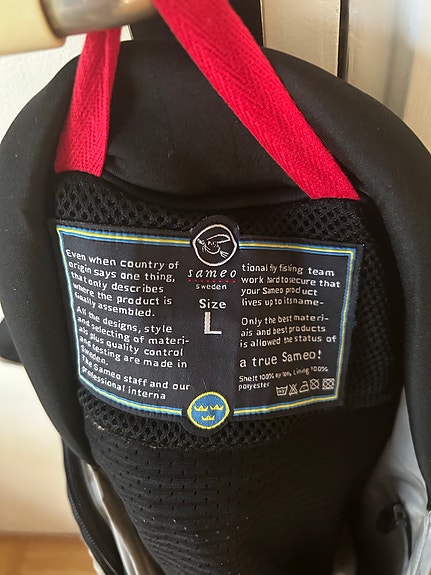 sameo
sweden
Size
L
Even when country of
origin says one thing,
that only describes
where the product is
finally assembled.
All the designs, style
and selecting of materi-
als plus quality control
and testing are made in
Sweden.
The Sameo staff and our
professional interna
tional fly fishing team
work hard to secure that
your Sameo product
lives up to its name-
Only the best materi-
als and best products
is allowed the status of
a true Sameo!
Shell: 100% nylon, Lining 100%
polyester